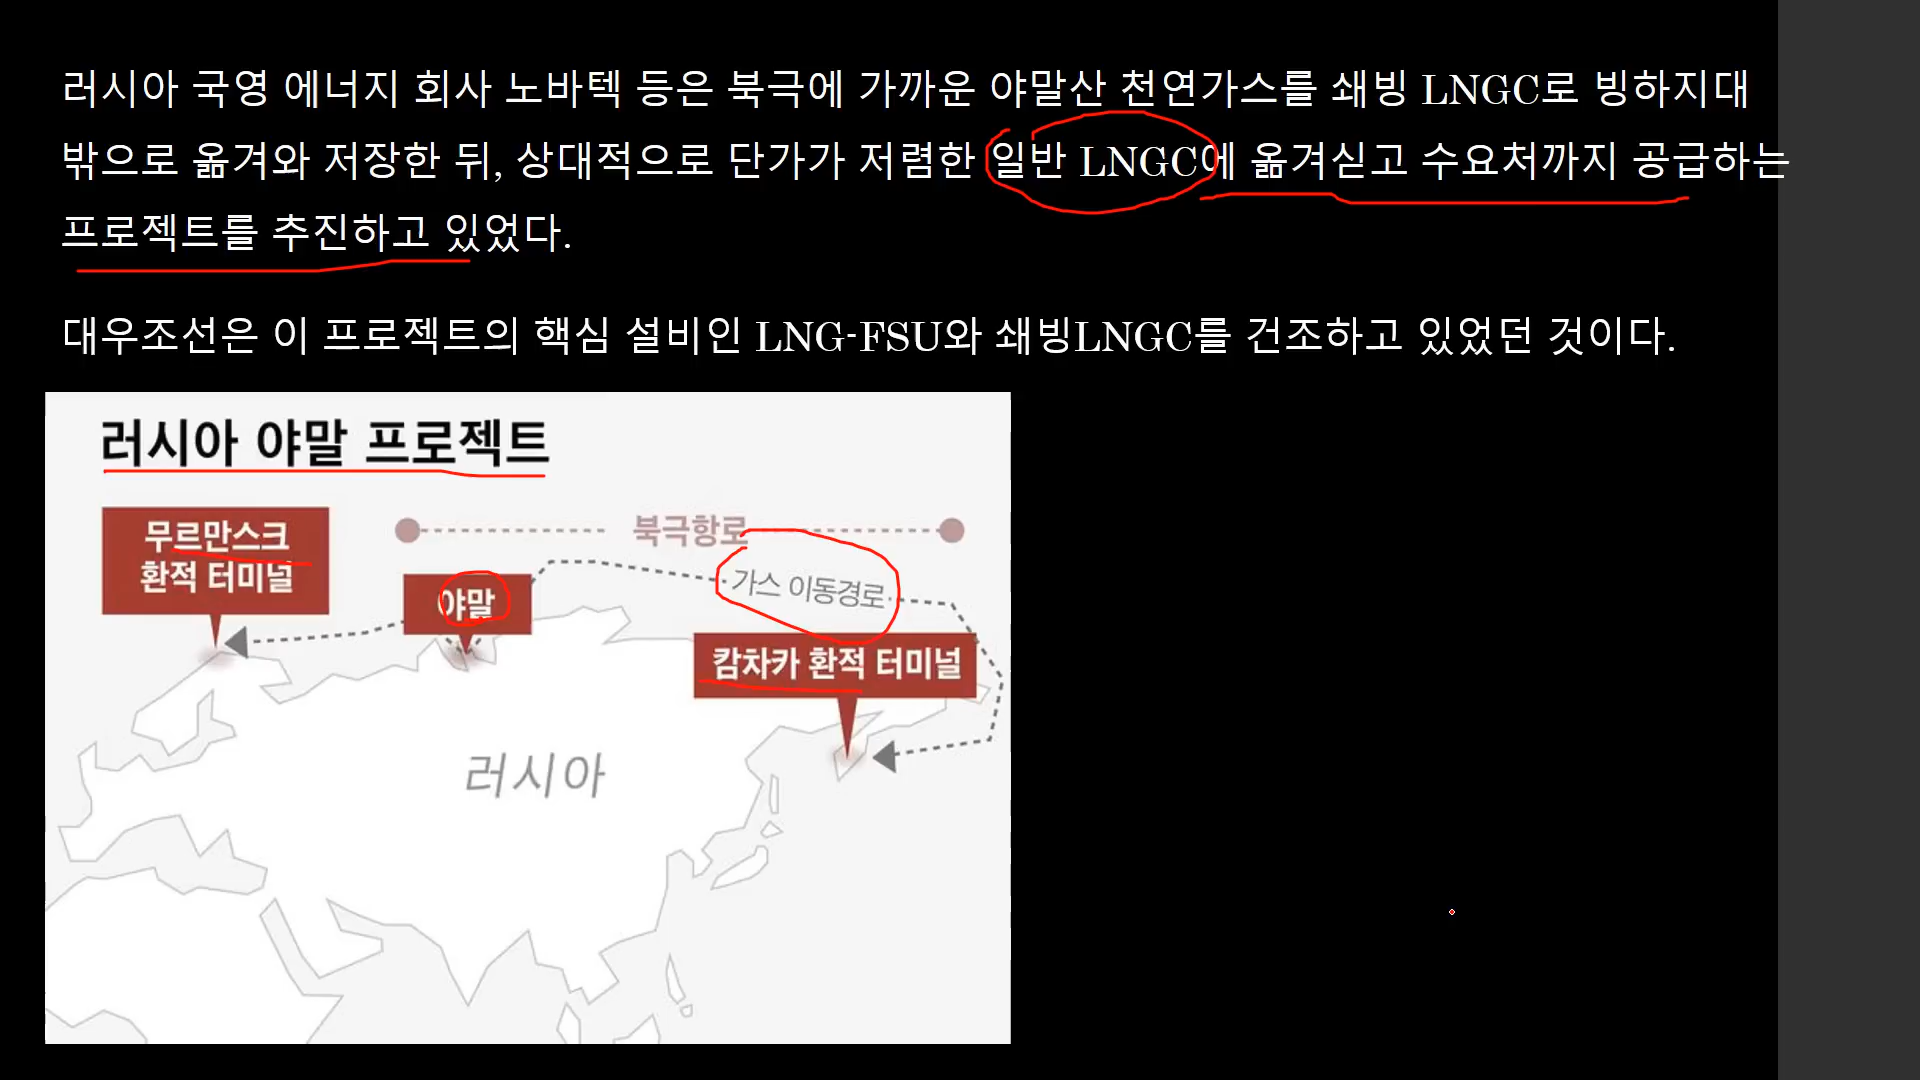 러시아 국영 에너지 회사 노바텍 등은 북극에 가까운 야말산 천연가스를 쇄빙 LNGC로 빙하지대
밖으로 옮겨와 저장한 뒤, 상대적으로 단가가 저렴한 일반 LNGC에 옮겨싣고 수요처까지 공급하는
프로젝트를 추진하고 있었다.
대우조선은 이 프로젝트의 핵심 설비인 LNG-FSU와 쇄빙LNGC를 건조하고 있었던 것이다.
러시아 야말 프로젝트
무르만스크
환적 터미널
북극항로
야말
가스 이동경로
캄차카 환적 터미널
러시아